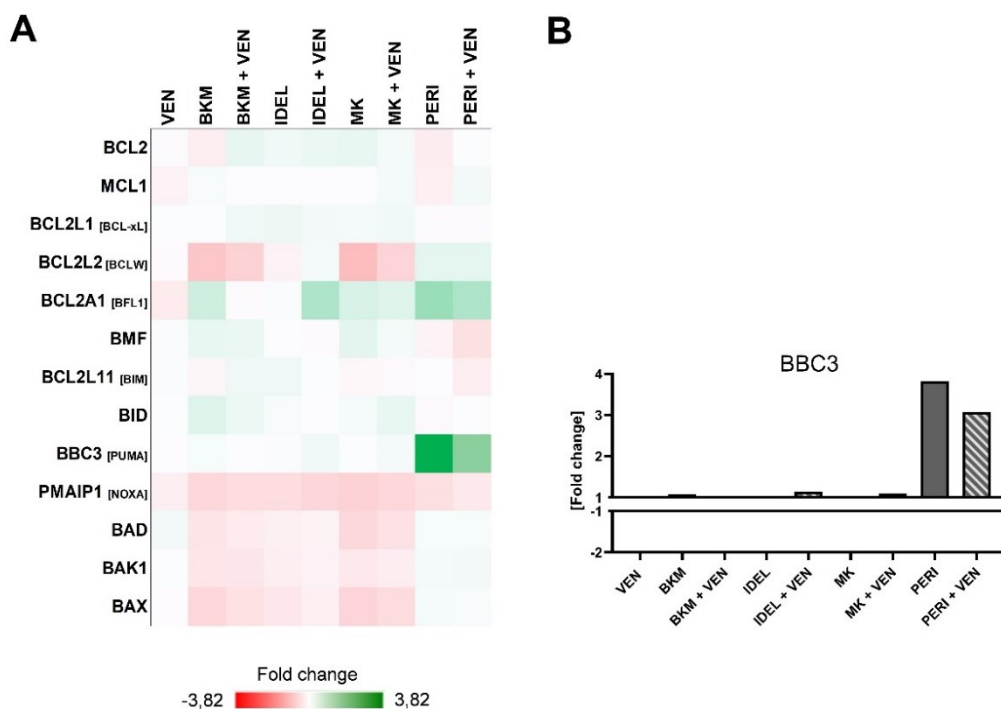 A
VEN
BKM
BKM + VEN
IDEL
IDEL + VEN
MK
MK + VEN
PERI
PERI + VEN
BCL2
MCL1
BCL2L1 [BCL-xL]
BCL2L2 [BCLW]
BCL2A1 [BFL1]
BMF
BCL2L11 [BIM]
BID
BBC3 [PUMA]
PMAIP1 [NOXA]
BAD
BAK1
BAX
Fold change
-3,82 3,82
B
BBC3
[Fold change]
4
3
2
1
-1
-2
VEN
BKM
BKM + VEN
IDEL
IDEL + VEN
MK
MK + VEN
PERI
PERI + VEN